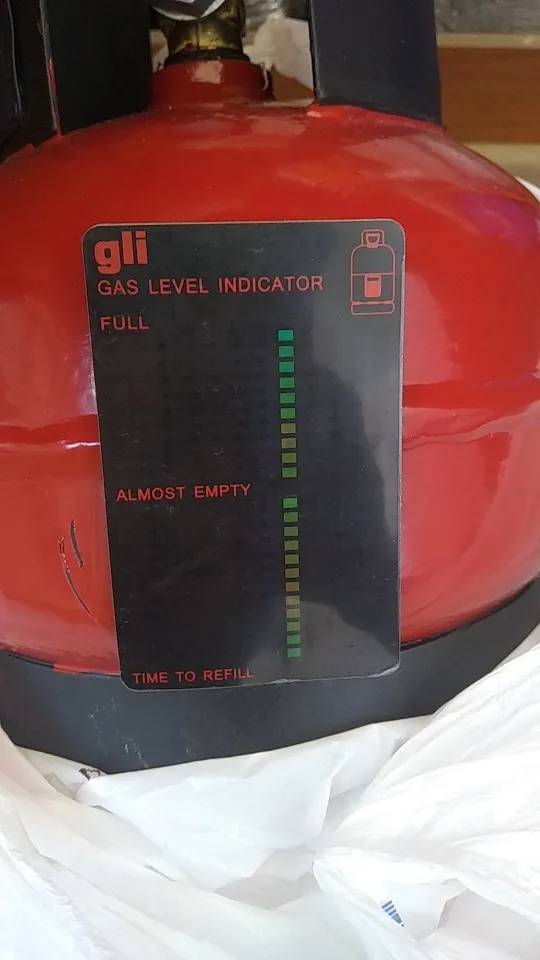 gli
GAS LEVEL INDICATOR
FULL
ALMOST EMPTY
TIME TO REFILL